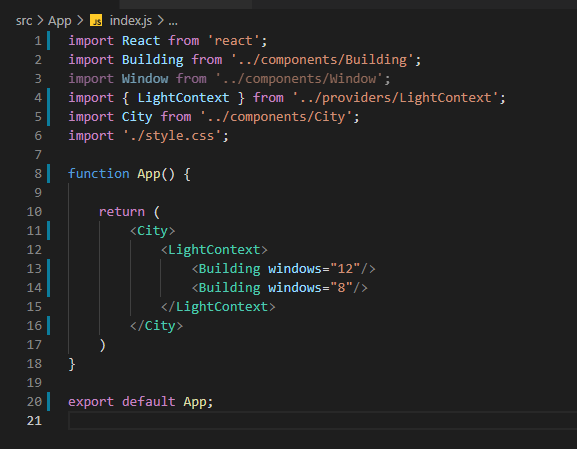 src > App > JS index.js > ...
1 import React from 'react';
2 import Building from '../components/Building';
3 import Window from '../components/Window';
4 import { LightContext } from '../providers/LightContext';
5 import City from '../components/City';
6 import './style.css';
7
8 function App() {
9
10     return (
11         <City>
12             <LightContext>
13                 <Building windows="12"/>
14                 <Building windows="8"/>
15             </LightContext>
16         </City>
17     )
18 }
19
20 export default App;
21